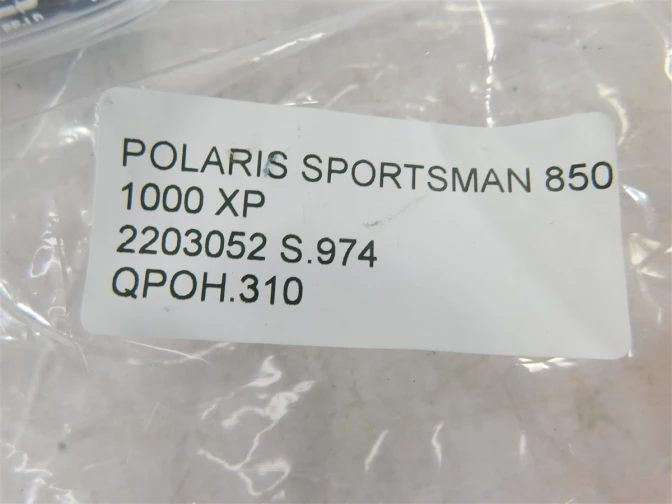 POLARIS SPORTSMAN 850
1000 XP
2203052 S.974
QPOH.310